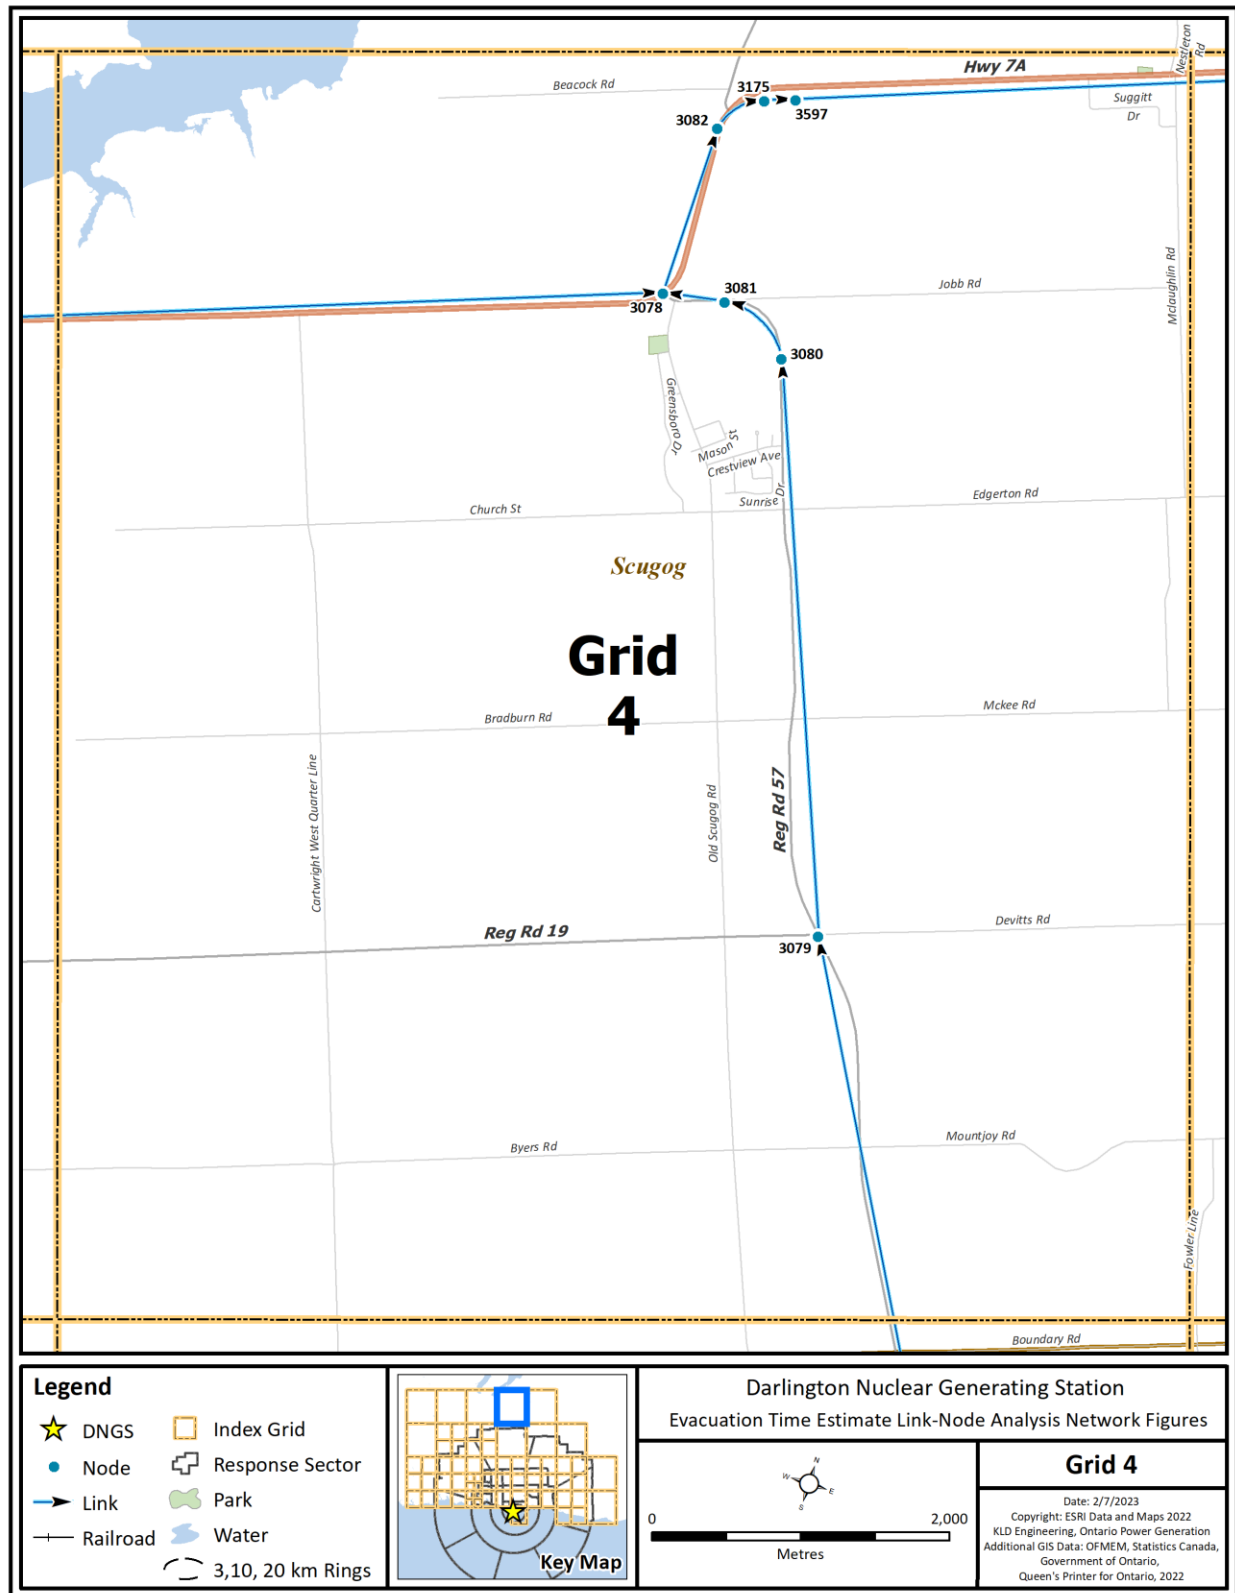 Nestleton
Rd
Hwy 7A
Beacock Rd
3175
3597
Suggitt
Dr
3082
Mclaughlin Rd
Jobb Rd
3081
3078
3080
Greensboro Dr
Mason St
Crestview Ave
Sunrise Dr
Edgerton Rd
Church St
Scugog
Grid
4
Mckee Rd
Bradburn Rd
Cartwright West Quarter Line
Old Scugog Rd
Reg Rd 57
Devitts Rd
Reg Rd 19
3079
Mountjoy Rd
Byers Rd
Fowler Line
Boundary Rd
Legend
DNGS
Node
Link
Railroad
Index Grid
Response Sector
Park
Water
3,10, 20 km Rings
Key Map
Darlington Nuclear Generating Station
Evacuation Time Estimate Link-Node Analysis Network Figures
N
W
E
S
0 2,000
Metres
Grid 4
Date: 2/7/2023
Copyright: ESRI Data and Maps 2022
KLD Engineering, Ontario Power Generation
Additional GIS Data: OFMEM, Statistics Canada,
Government of Ontario,
Queen's Printer for Ontario, 2022